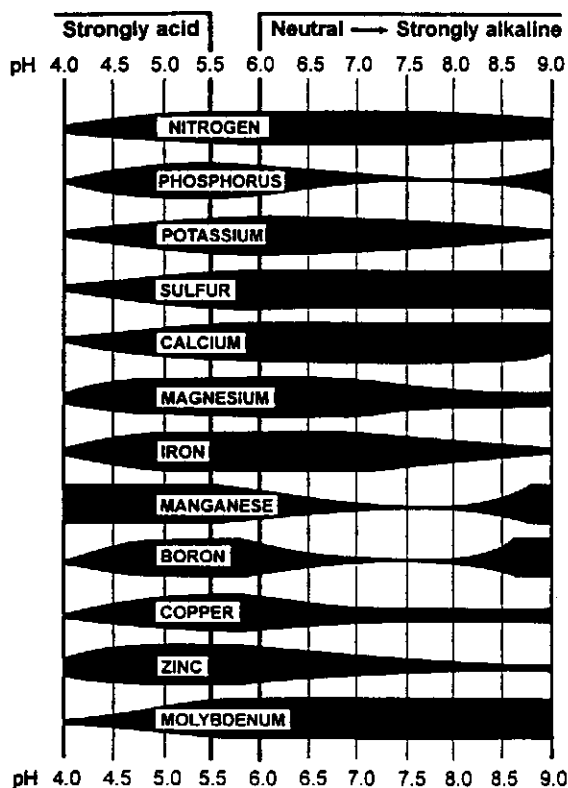 Strongly acid Neutral → Strongly alkaline
pH 4.0 4.5 5.0 5.5 6.0 6.5 7.0 7.5 8.0 8.5 9.0
NITROGEN
PHOSPHORUS
POTASSIUM
SULFUR
CALCIUM
MAGNESIUM
IRON
MANGANESE
BORON
COPPER
ZINC
MOLYBDENUM
pH 4.0 4.5 5.0 5.5 6.0 6.5 7.0 7.5 8.0 8.5 9.0